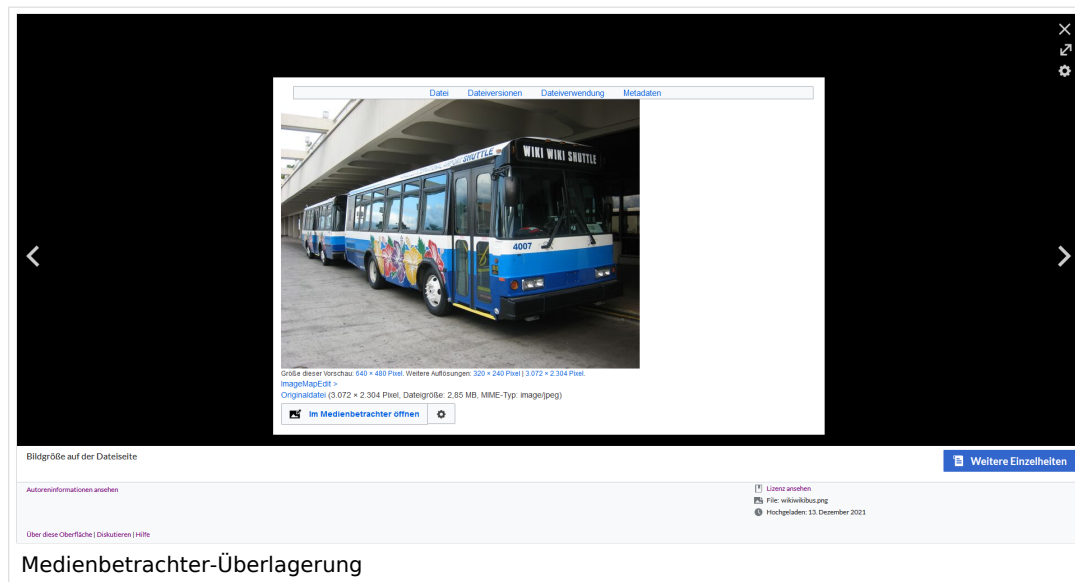 Datei Dateiversionen Dateiverwendung Metadaten
SHUTTLE
WIKI WIKI SHUTTLE
4007
Größe dieser Vorschau: 640 × 480 Pixel. Weitere Auflösungen: 320 × 240 Pixel | 3.072 × 2.304 Pixel.
ImageMapEdit >
Originaldatei (3.072 × 2.304 Pixel, Dateigröße: 2.85 MB, MIME-Typ: image/jpeg)
Im Medienbetrachter öffnen
Bildgröße auf der Dateiseite
Weitere Einzelheiten
Autoreninformationen ansehen
Lizenz ansehen
File: wikiwikibus.png
Hochgeladen: 13. Dezember 2021
Über diese Oberfläche | Diskutieren | Hilfe
Medienbetrachter-Überlagerung